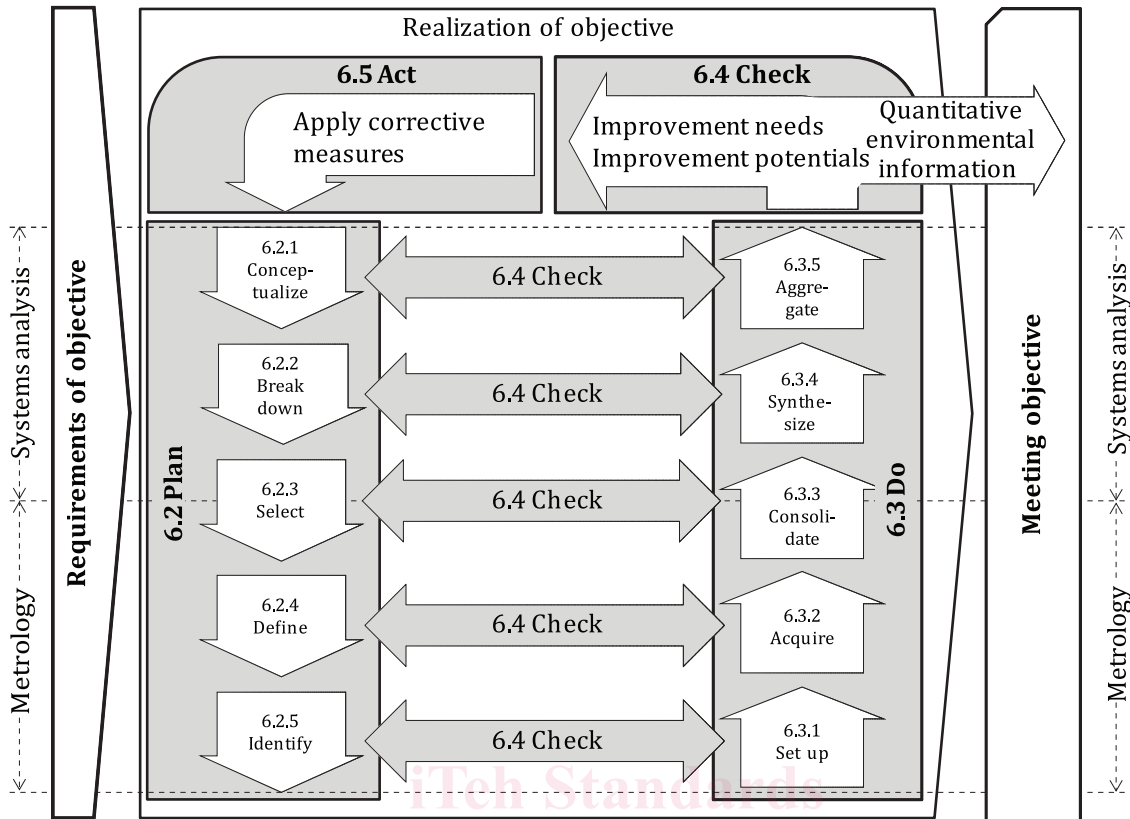 Realization of objective
6.5 Act
6.4 Check
Apply corrective
measures
Improvement needs
Improvement potentials
Quantitative
environmental
information
Systems analysis
Metrology
Requirements of objective
6.2 Plan
6.2.1
Concep-
tualize
6.4 Check
6.3.5
Aggre-
gate
6.2.2
Break
down
6.4 Check
6.3.4
Synthe-
size
6.2.3
Select
6.4 Check
6.3.3
Consoli-
date
6.2.4
Define
6.4 Check
6.3.2
Acquire
6.2.5
Identify
6.4 Check
6.3.1
Set up
6.3 Do
Meeting objective
Systems analysis
Metrology
iTeh Standards